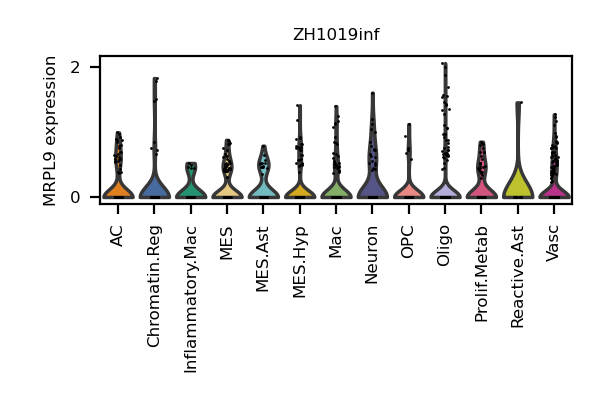 ZH1019inf
MRPL9 expression
2
0
AC
Chromatin.Reg
Inflammatory.Mac
MES
MES.Ast
MES.Hyp
Mac
Neuron
OPC
Oligo
Prolif.Metab
Reactive.Ast
Vasc